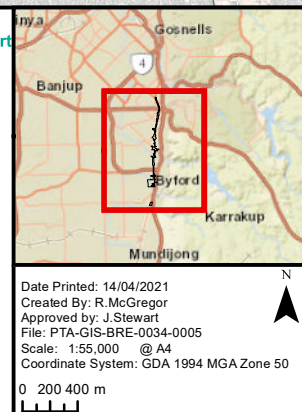 inya
Gosnells
rt
4
Banjup
Byford
Karrakup
Mundijong
Date Printed: 14/04/2021
Created By: R.McGregor
Approved by: J.Stewart
File: PTA-GIS-BRE-0034-0005
Scale: 1:55,000 @ A4
Coordinate System: GDA 1994 MGA Zone 50
N
0 200 400 m